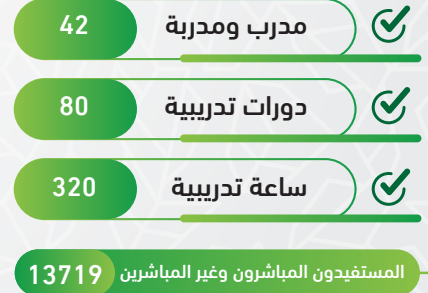 مدرب ومدربة 42
دورات تدريبية 80
ساعة تدريبية 320
المستفيدون المباشرون وغير المباشرين 13719